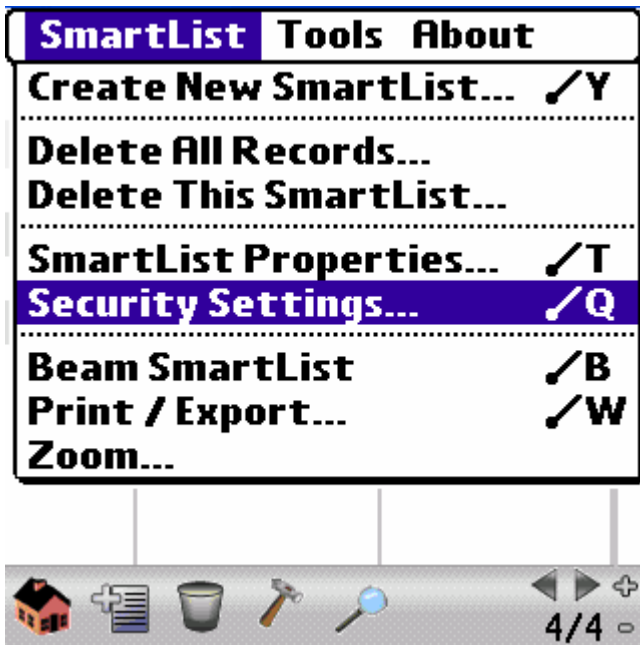 SmartList Tools About
Create New SmartList... Y
Delete All Records...
Delete This SmartList...
SmartList Properties... T
Security Settings... Q
Beam SmartList B
Print / Export... W
Zoom...
4/4